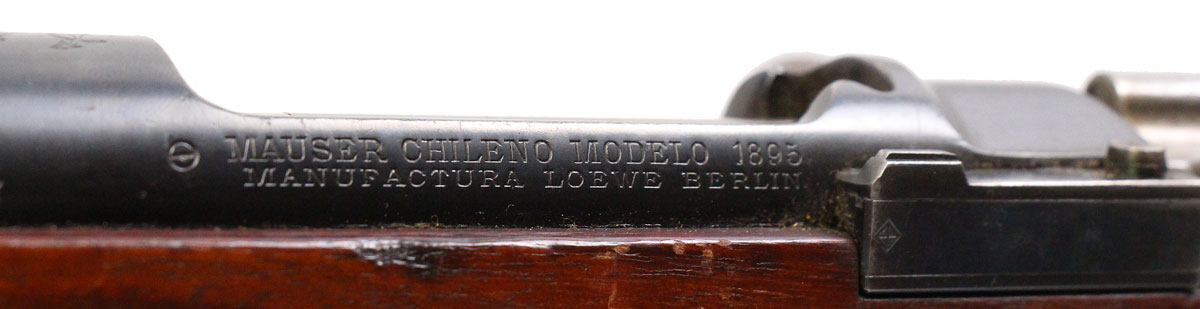 MAUSER CHILENO MODELO 1895
MANUFACTURA LOEWE BERLIN